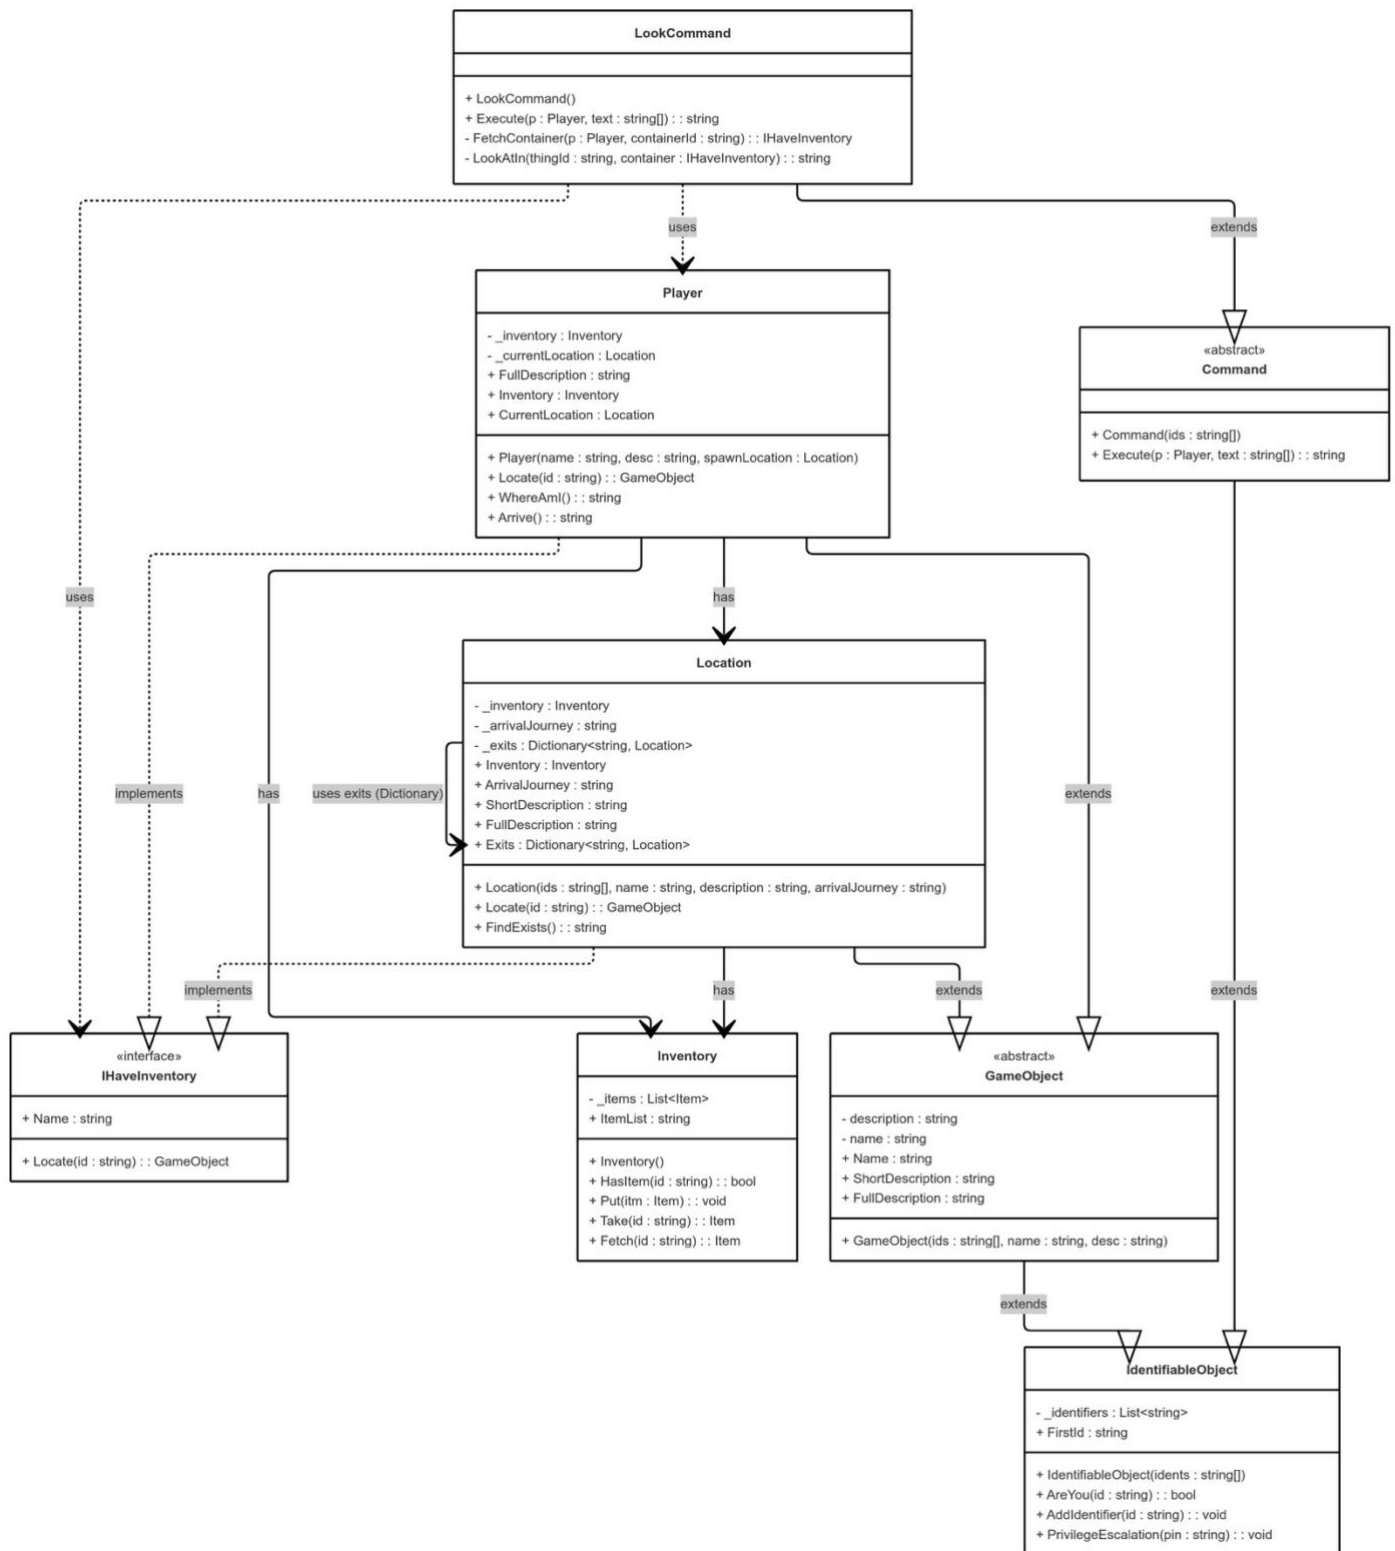 LookCommand
+ LookCommand()
+ Execute(p : Player, text : string[]) : : string
- FetchContainer(p : Player, containerId : string) : : IHaveInventory
- LookAtIn(thingId : string, container : IHaveInventory) : : string
uses
extends
Player
- _inventory : Inventory
- _currentLocation : Location
+ FullDescription : string
+ Inventory : Inventory
+ CurrentLocation : Location
+ Player(name : string, desc : string, spawnLocation : Location)
+ Locate(id : string) : : GameObject
+ WhereAmI() : : string
+ Arrive() : : string
«abstract»
Command
+ Command(ids : string[])
+ Execute(p : Player, text : string[]) : : string
uses
has
Location
- _inventory : Inventory
- _arrivalJourney : string
- _exits : Dictionary<string, Location>
+ Inventory : Inventory
+ ArrivalJourney : string
+ ShortDescription : string
+ FullDescription : string
+ Exits : Dictionary<string, Location>
+ Location(ids : string[], name : string, description : string, arrivalJourney : string)
+ Locate(id : string) : : GameObject
+ FindExists() : : string
implements
has
uses exits (Dictionary)
extends
implements
has
extends
extends
«interface»
IHaveInventory
+ Name : string
+ Locate(id : string) : : GameObject
Inventory
- _items : List<Item>
+ ItemList : string
+ Inventory()
+ HasItem(id : string) : : bool
+ Put(itm : Item) : : void
+ Take(id : string) : : Item
+ Fetch(id : string) : : Item
«abstract»
GameObject
- description : string
- name : string
+ Name : string
+ ShortDescription : string
+ FullDescription : string
+ GameObject(ids : string[], name : string, desc : string)
extends
IdentifiableObject
- _identifiers : List<string>
+ FirstId : string
+ IdentifiableObject(idents : string[])
+ AreYou(id : string) : : bool
+ AddIdentifier(id : string) : : void
+ PrivilegeEscalation(pin : string) : : void